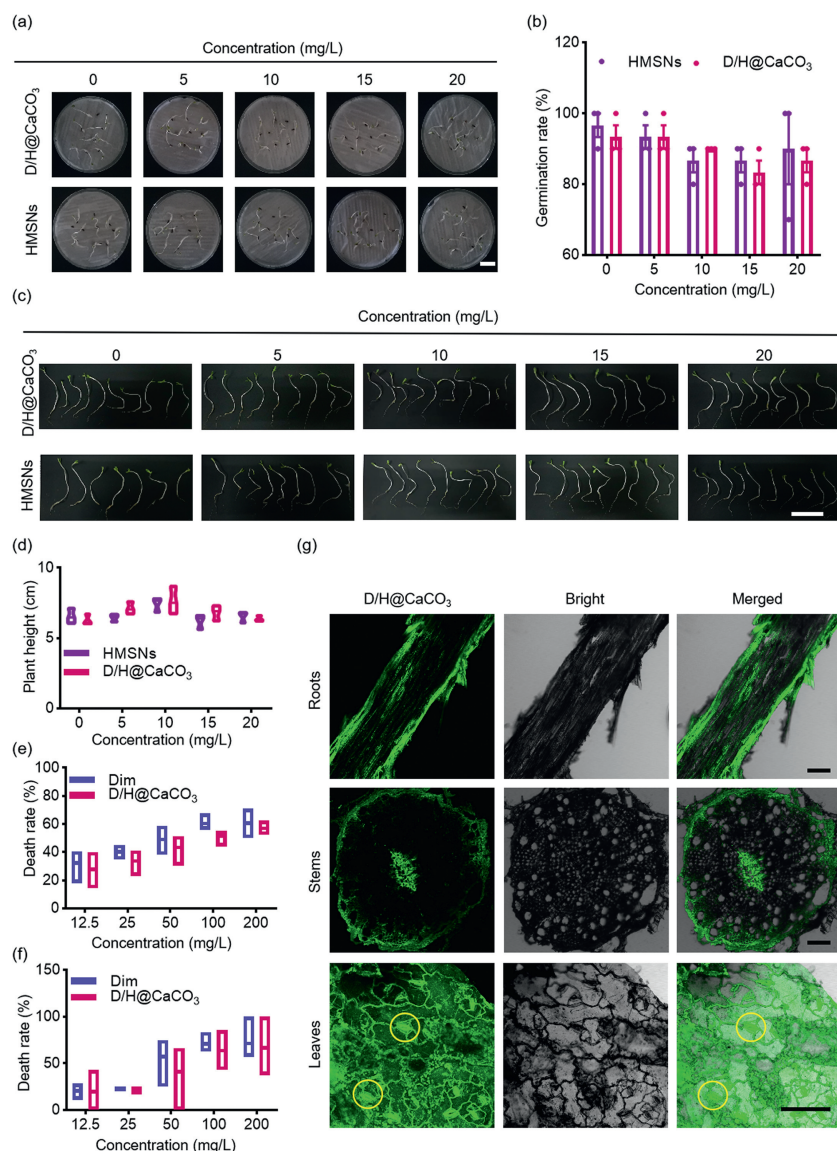 (a)
Concentration (mg/L)
0 5 10 15 20
D/H@CaCO3
HMSNs
(b)
120
100
80
60
Germination rate (%)
HMSNs D/H@CaCO3
0 5 10 15 20
Concentration (mg/L)
(c)
Concentration (mg/L)
0 5 10 15 20
D/H@CaCO3
HMSNs
(d)
10
5
Plant height (cm)
HMSNs
D/H@CaCO3
0 5 10 15 20
Concentration (mg/L)
(e)
100
80
60
40
20
0
Death rate (%)
Dim
D/H@CaCO3
12.5 25 50 100 200
Concentration (mg/L)
(f)
150
100
50
0
Death rate (%)
Dim
D/H@CaCO3
12.5 25 50 100 200
Concentration (mg/L)
(g)
D/H@CaCO3 Bright Merged
Roots
Stems
Leaves